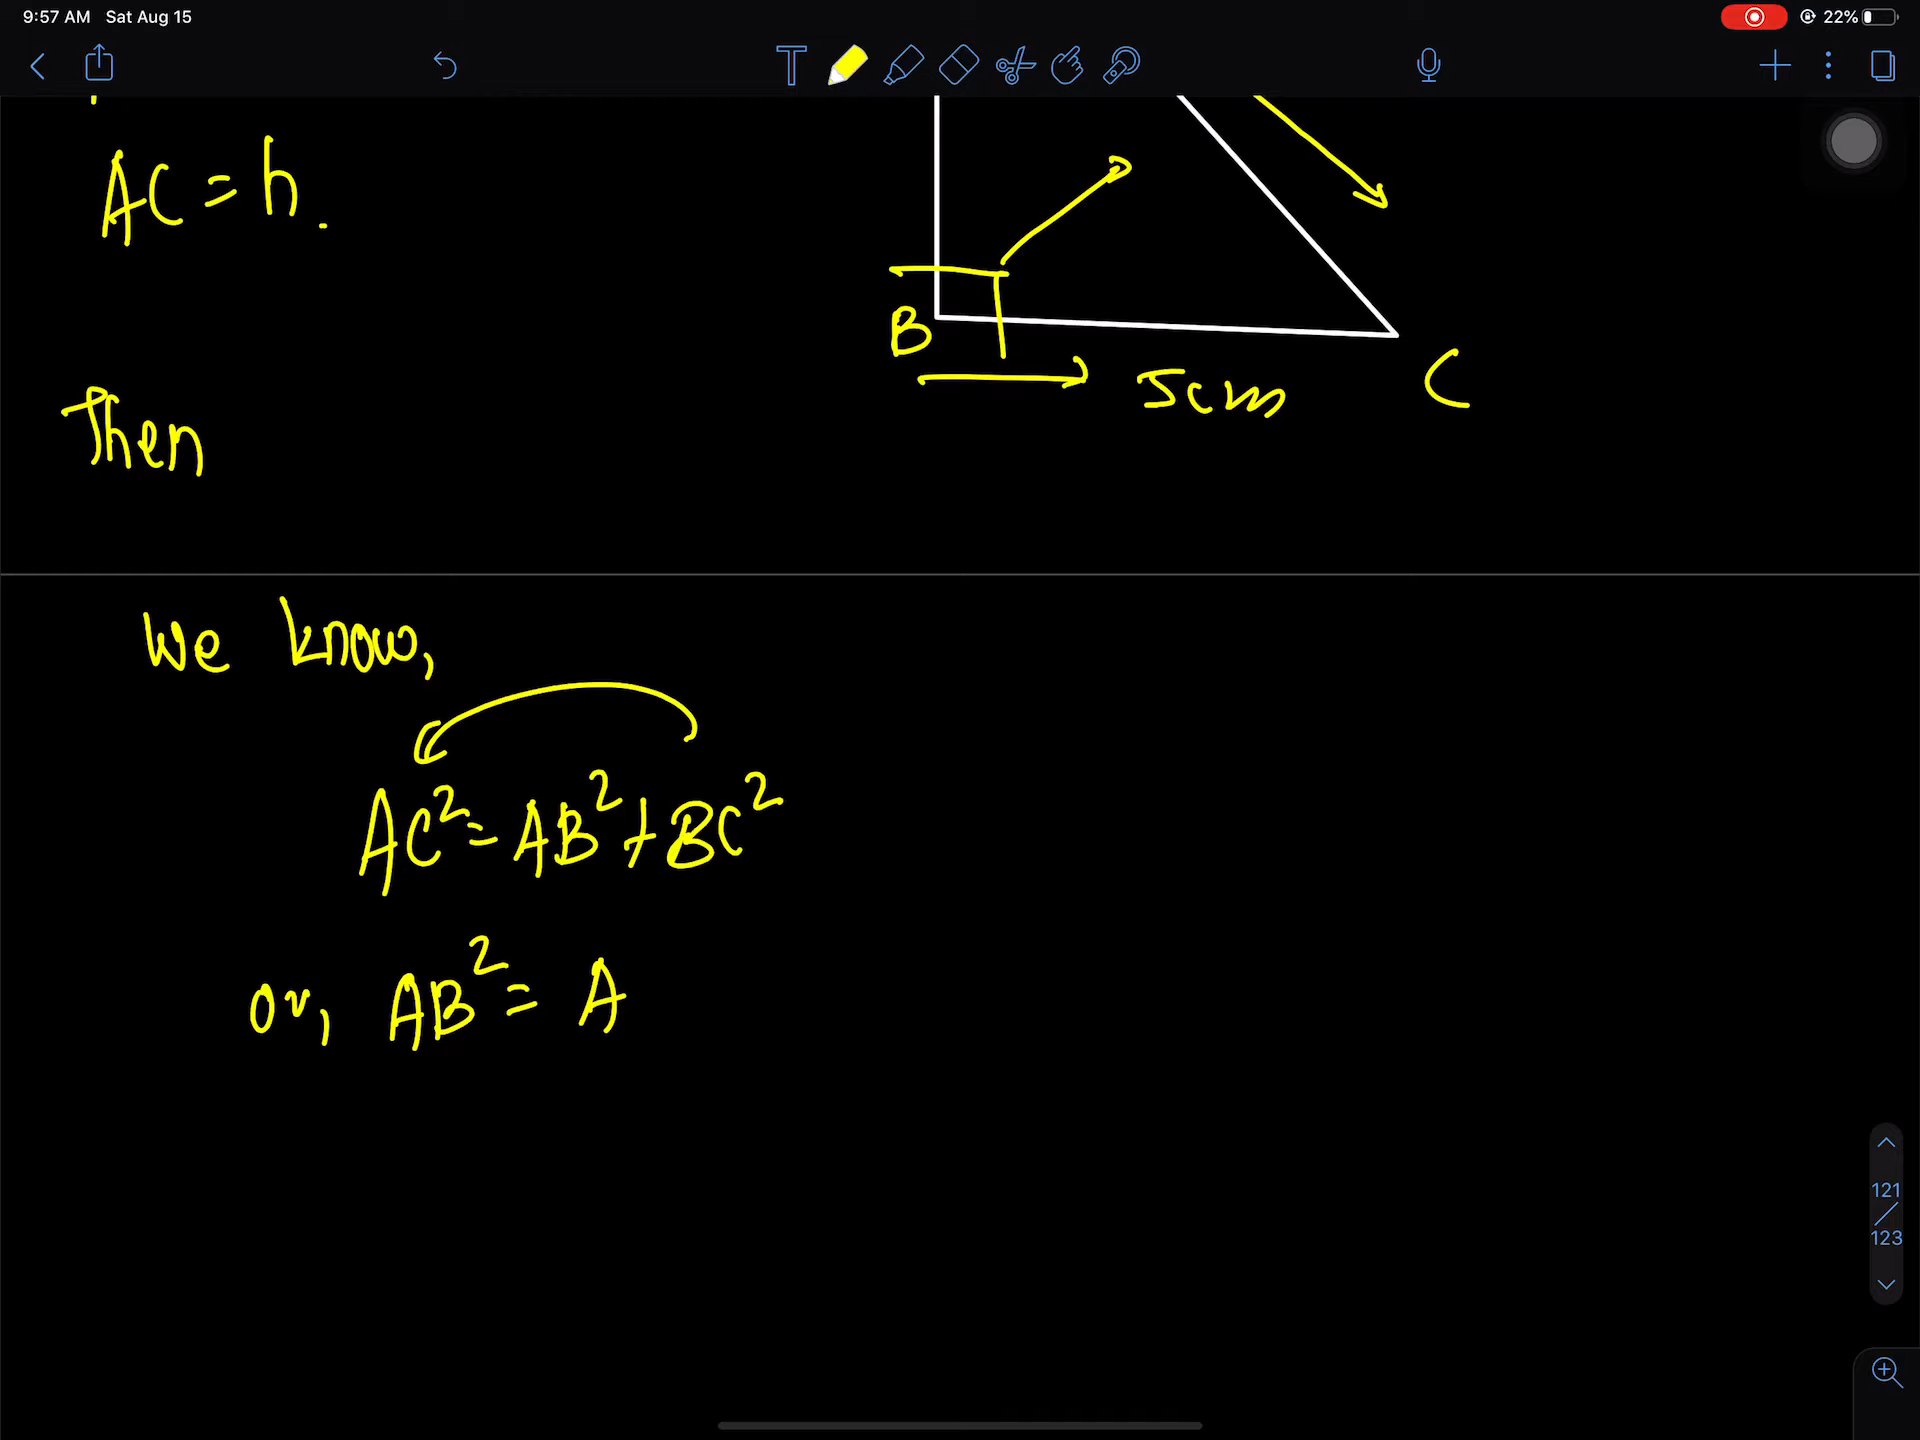 9:57 AM Sat Aug 15
22%
T
AC = h.
B
5cm
C
Then
We know,
AC² = AB² + BC²
or, AB² = A
121
123